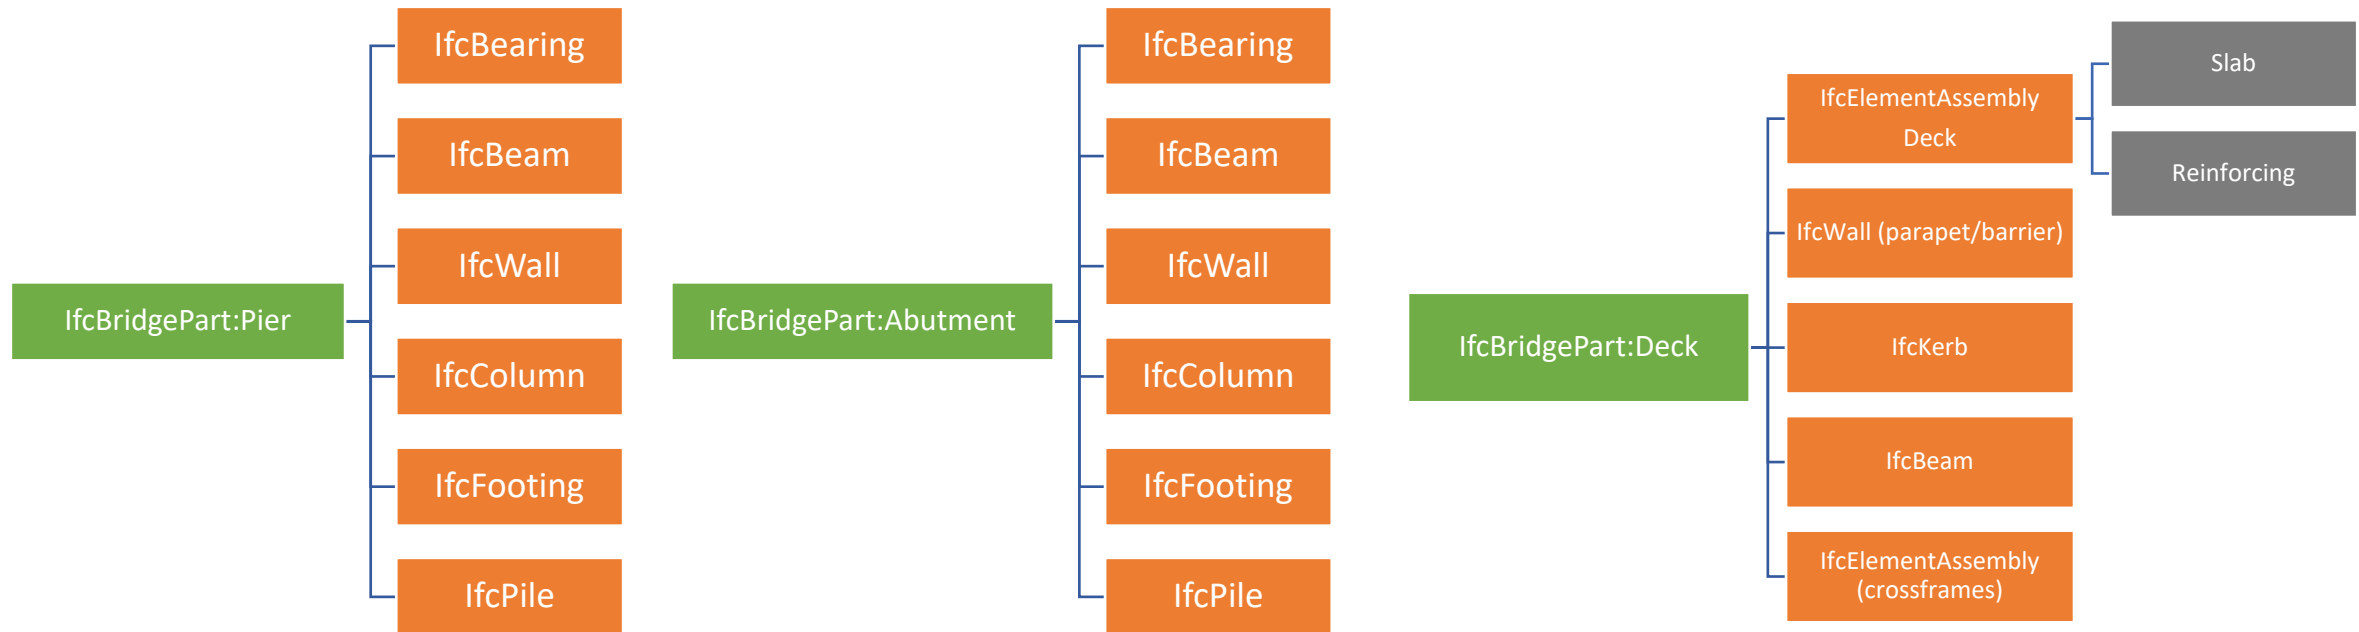 IfcBridgePart:Pier
IfcBearing
IfcBeam
IfcWall
IfcColumn
IfcFooting
IfcPile
IfcBridgePart:Abutment
IfcBearing
IfcBeam
IfcWall
IfcColumn
IfcFooting
IfcPile
IfcBridgePart:Deck
IfcElementAssembly
Deck
Slab
Reinforcing
IfcWall (parapet/barrier)
IfcKerb
IfcBeam
IfcElementAssembly
(crossframes)